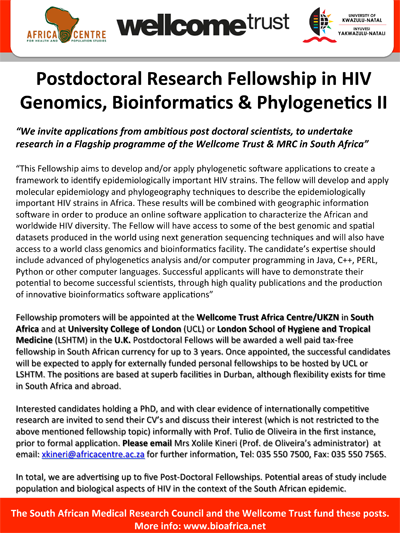 AFRICA CENTRE
FOR HEALTH AND POPULATION STUDIES
wellcometrust
UNIVERSITY OF
KWAZULU-NATAL
INYUVESI
YAKWAZULU-NATALI
Postdoctoral Research Fellowship in HIV
Genomics, Bioinformatics & Phylogenetics II
“We invite applications from ambitious post doctoral scientists, to undertake
research in a Flagship programme of the Wellcome Trust & MRC in South Africa”
“This Fellowship aims to develop and/or apply phylogenetic software applications to create a
framework to identify epidemiologically important HIV strains. The fellow will develop and apply
molecular epidemiology and phylogeography techniques to describe the epidemiologically
important HIV strains in Africa. These results will be combined with geographic information
software in order to produce an online software application to characterize the African and
worldwide HIV diversity. The Fellow will have access to some of the best genomic and spatial
datasets produced in the world using next generation sequencing techniques and will also have
access to a world class genomics and bioinformatics facility. The candidate's expertise should
include advanced of phylogenetics analysis and/or computer programming in Java, C++, PERL,
Python or other computer languages. Successful applicants will have to demonstrate their
potential to become successful scientists, through high quality publications and the production
of innovative bioinformatics software applications”
Fellowship promoters will be appointed at the Wellcome Trust Africa Centre/UKZN in South
Africa and at University College of London (UCL) or London School of Hygiene and Tropical
Medicine (LSHTM) in the U.K. Postdoctoral Fellows will be awarded a well paid tax-free
fellowship in South African currency for up to 3 years. Once appointed, the successful candidates
will be expected to apply for externally funded personal fellowships to be hosted by UCL or
LSHTM. The positions are based at superb facilities in Durban, although flexibility exists for time
in South Africa and abroad.
Interested candidates holding a PhD, and with clear evidence of internationally competitive
research are invited to send their CV's and discuss their interest (which is not restricted to the
above mentioned fellowship topic) informally with Prof. Tulio de Oliveira in the first instance,
prior to formal application. Please email Mrs Xolile Kineri (Prof. de Oliveira's administrator) at
email: xkineri@africacentre.ac.za for further information, Tel: 035 550 7500, Fax: 035 550 7565.
In total, we are advertising up to five Post-Doctoral Fellowships. Potential areas of study include
population and biological aspects of HIV in the context of the South African epidemic.
The South African Medical Research Council and the Wellcome Trust fund these posts.
More info: www.bioafrica.net